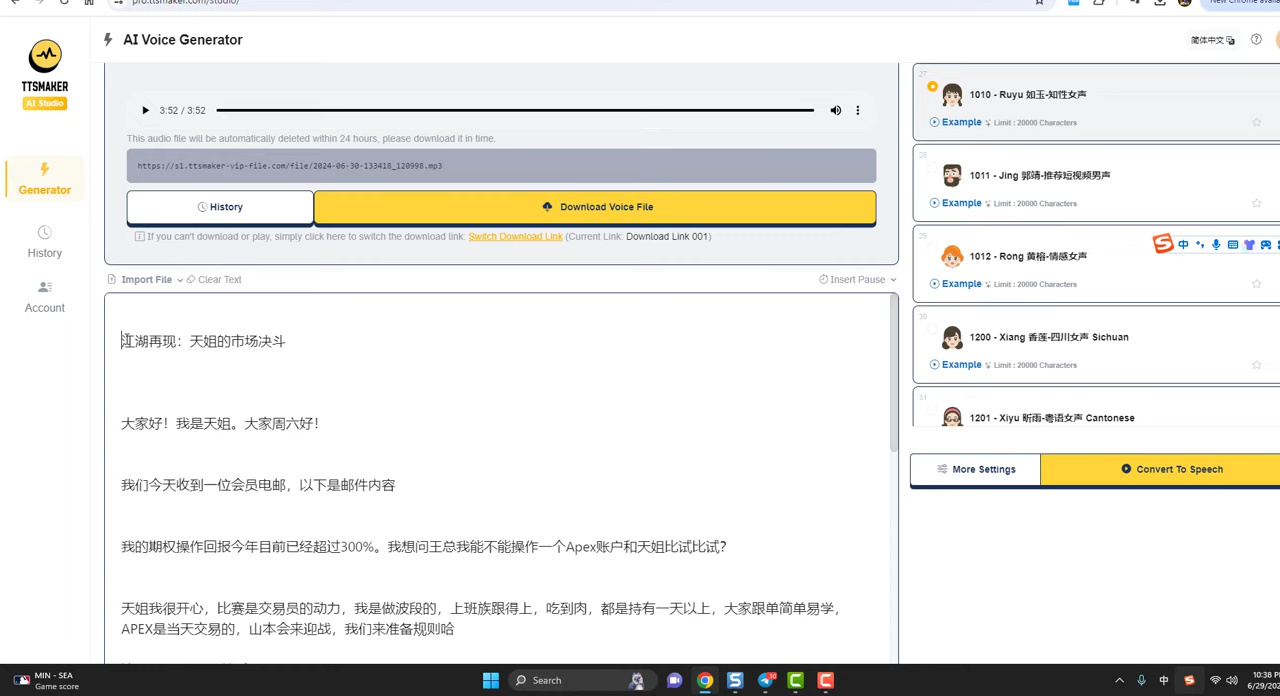 pro.ttsmaker.com/studio/
New Chrome availa
TTSMAKER
AI Studio
Generator
History
Account
AI Voice Generator
简体中文
3:52 / 3:52
This audio file will be automatically deleted within 24 hours, please download it in time.
https://s1.ttsmaker-vip-file.com/file/2024-06-30-133418_120998.mp3
History
Download Voice File
If you can't download or play, simply click here to switch the download link: Switch Download Link (Current Link: Download Link 001)
Import File
Clear Text
Insert Pause
江湖再现：天姐的市场决斗
大家好！我是天姐。大家周六好！
我们今天收到一位会员电邮，以下是邮件内容
我的期权操作回报今年目前已经超过300%。我想问王总我能不能操作一个Apex账户和天姐比试比试？
天姐我很开心，比赛是交易员的动力，我是做波段的，上班族跟得上，吃到肉，都是持有一天以上，大家跟单简单易学，
APEX是当天交易的，山本会来迎战，我们来准备规则哈
27
1010 - Ruyu 如玉-知性女声
Example Limit : 20000 Characters
28
1011 - Jing 郭靖-推荐短视频男声
Example Limit : 20000 Characters
29
1012 - Rong 黄榕-情感女声
Example Limit : 20000 Characters
中
30
1200 - Xiang 香莲-四川女声 Sichuan
Example Limit : 20000 Characters
31
1201 - Xiyu 昕雨-粤语女声 Cantonese
More Settings
Convert To Speech
MIN - SEA
Game score
Search
10
中
10:38 P
6/29/202